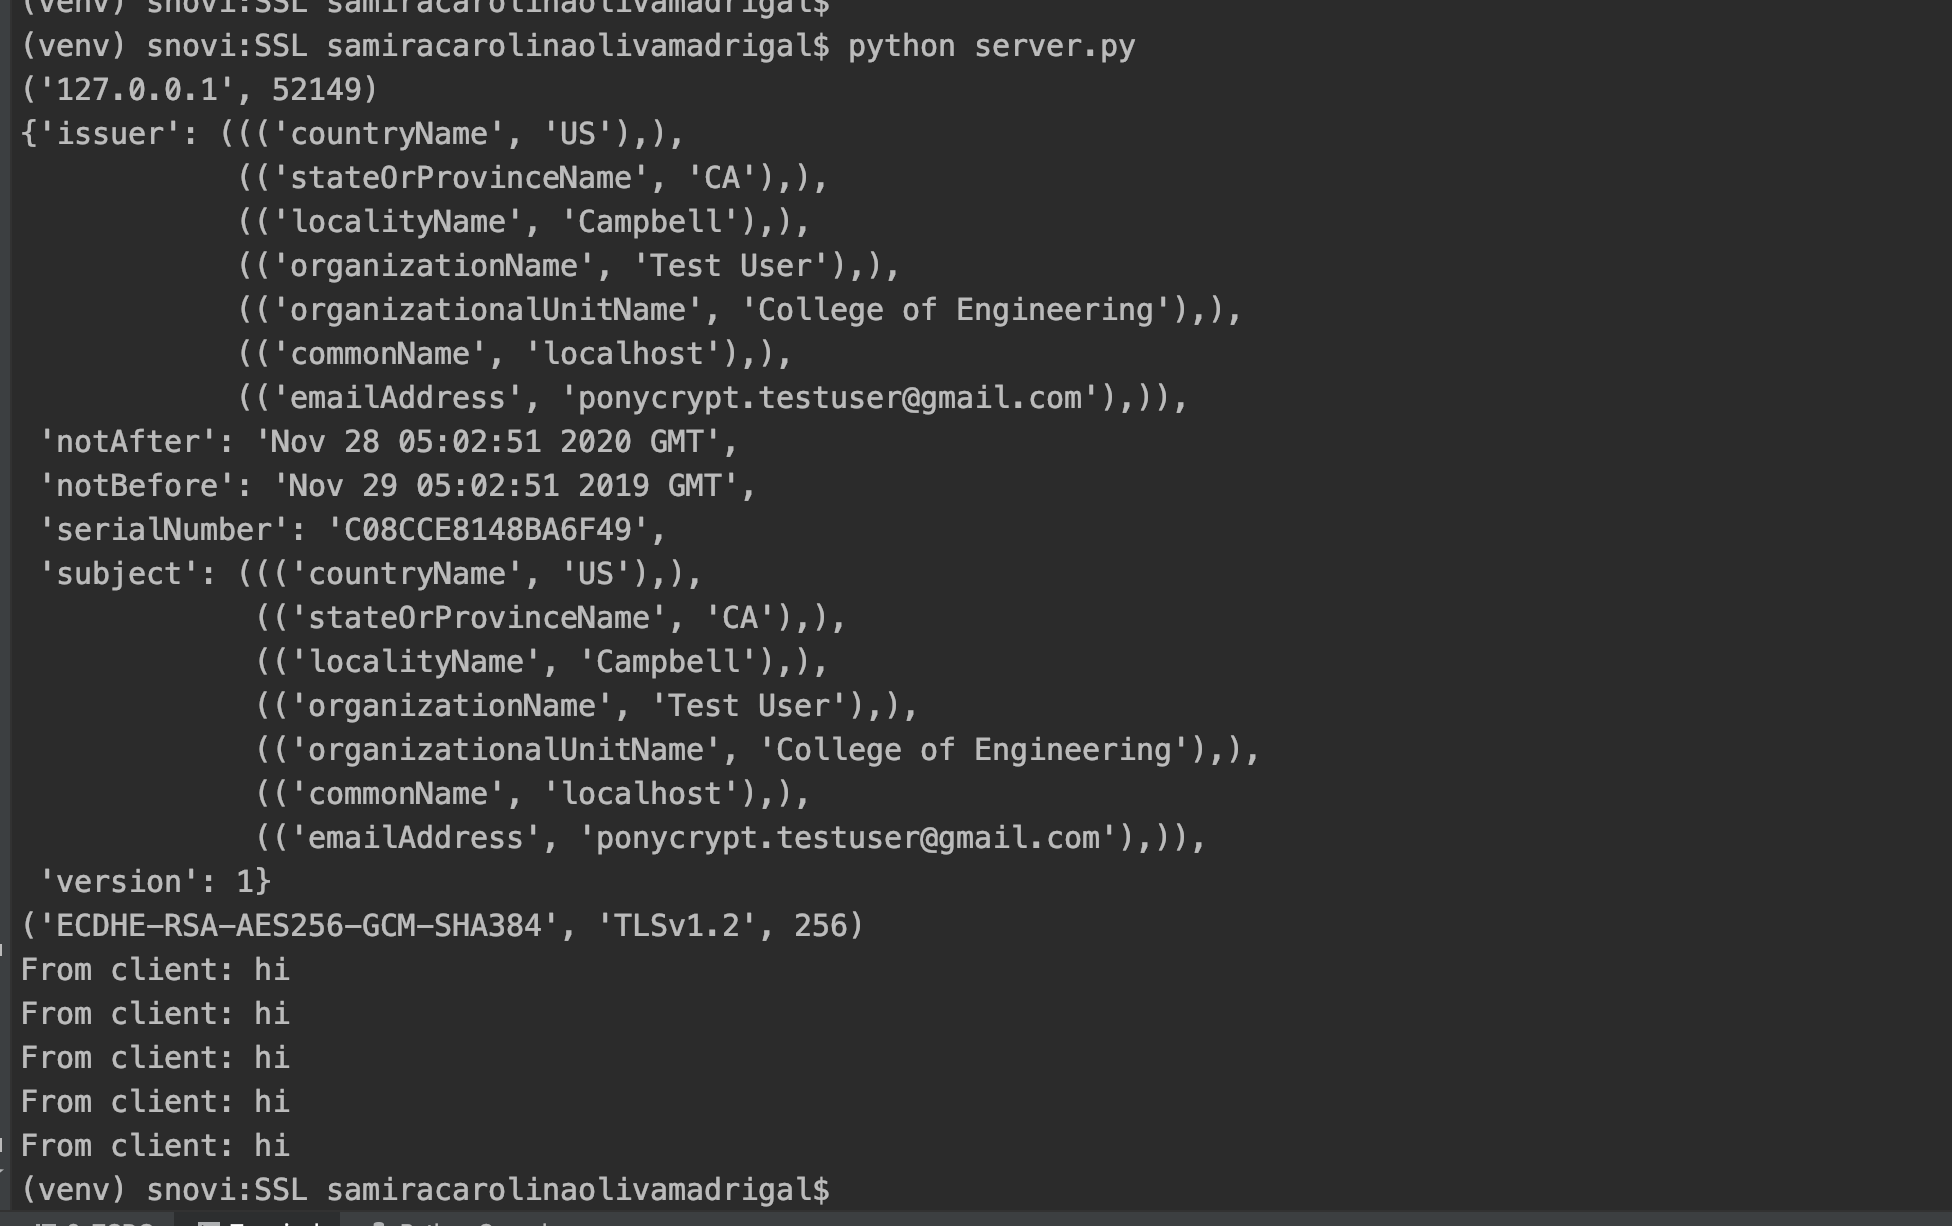 (venv) snovi:SSL samiracarolinaolivamadrigal$
(venv) snovi:SSL samiracarolinaolivamadrigal$ python server.py
('127.0.0.1', 52149)
{'issuer': ((('countryName', 'US'),),
(('stateOrProvinceName', 'CA'),),
(('localityName', 'Campbell'),),
(('organizationName', 'Test User'),),
(('organizationalUnitName', 'College of Engineering'),),
(('commonName', 'localhost'),),
(('emailAddress', 'ponycrypt.testuser@gmail.com'),)),
'notAfter': 'Nov 28 05:02:51 2020 GMT',
'notBefore': 'Nov 29 05:02:51 2019 GMT',
'serialNumber': 'C08CCE8148BA6F49',
'subject': ((('countryName', 'US'),),
(('stateOrProvinceName', 'CA'),),
(('localityName', 'Campbell'),),
(('organizationName', 'Test User'),),
(('organizationalUnitName', 'College of Engineering'),),
(('commonName', 'localhost'),),
(('emailAddress', 'ponycrypt.testuser@gmail.com'),)),
'version': 1}
('ECDHE-RSA-AES256-GCM-SHA384', 'TLSv1.2', 256)
From client: hi
From client: hi
From client: hi
From client: hi
From client: hi
(venv) snovi:SSL samiracarolinaolivamadrigal$